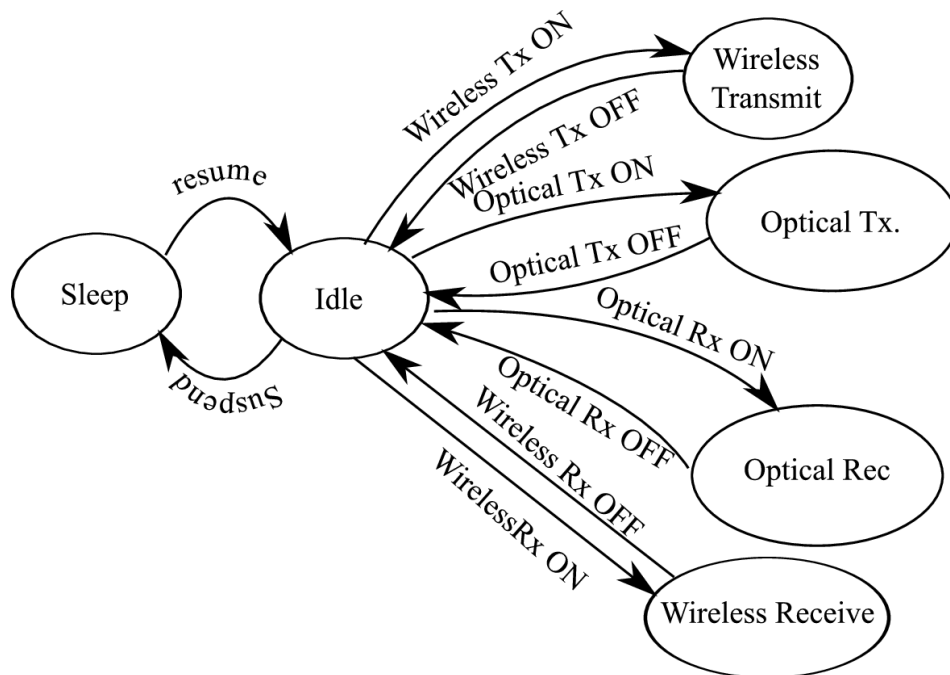 Wireless Tx ON
Wireless
Transmit
Wireless Tx OFF
resume
Optical Tx ON
Optical Tx.
Optical Tx OFF
Sleep
Idle
Optical Rx ON
Suspend
Optical Rx OFF
Wireless Rx OFF
Optical Rec
WirelessRx ON
Wireless Receive